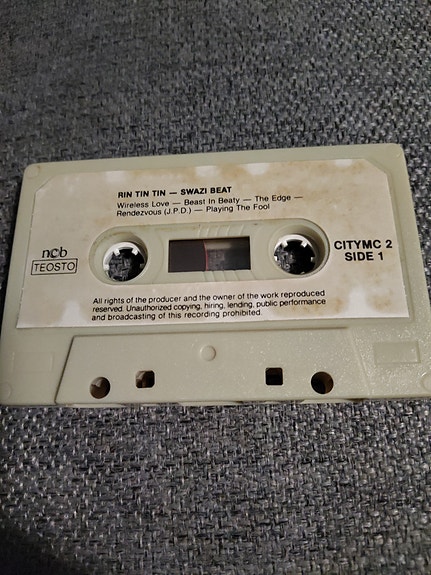 RIN TIN TIN — SWAZI BEAT
Wireless Love — Beast In Beaty — The Edge —
Rendezvous (J.P.D.) — Playing The Fool
ncb
TEOSTO
CITYMC 2
SIDE 1
All rights of the producer and the owner of the work reproduced
reserved. Unauthorized copying, hiring, lending, public performance
and broadcasting of this recording prohibited.